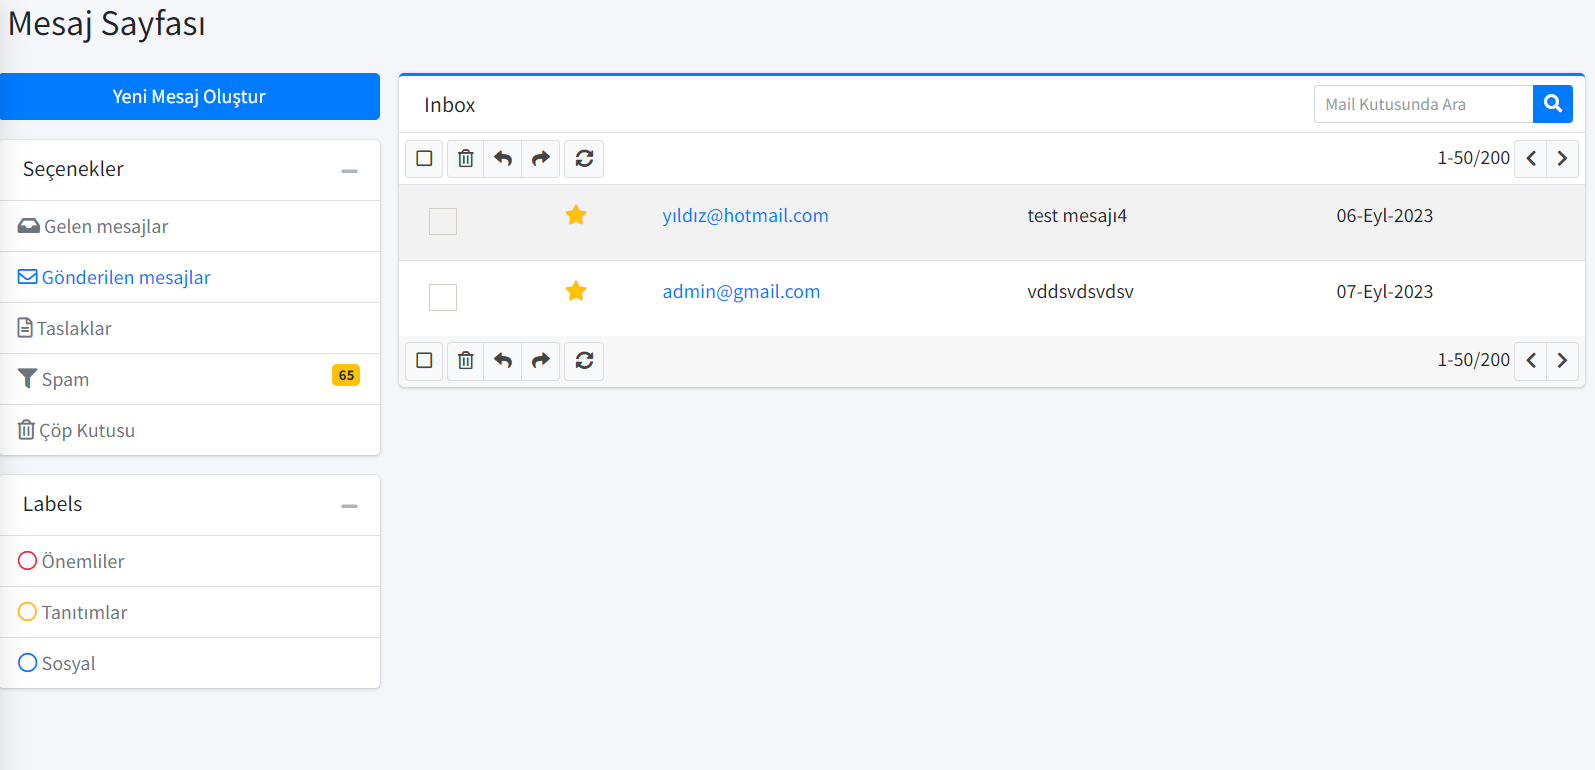 Mesaj Sayfası
Yeni Mesaj Oluştur
Seçenekler
Gelen mesajlar
Gönderilen mesajlar
Taslaklar
Spam 65
Çöp Kutusu
Labels
Önemliler
Tanıtımlar
Sosyal
Inbox
Mail Kutusunda Ara
1-50/200
yıldız@hotmail.com test mesajı4 06-Eyl-2023
admin@gmail.com vddsvdsvdsv 07-Eyl-2023
1-50/200